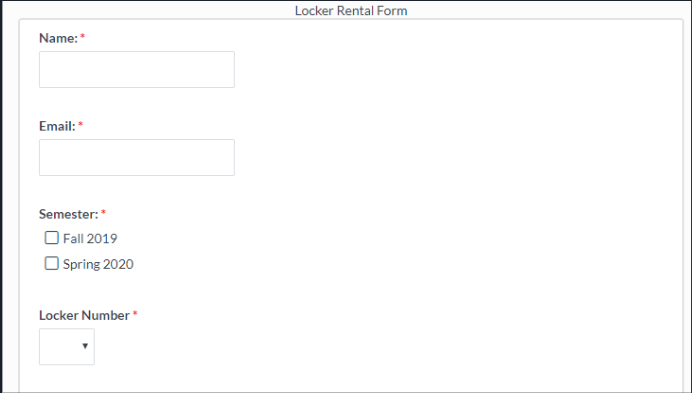 Locker Rental Form
Name: *
Email: *
Semester: *
Fall 2019
Spring 2020
Locker Number *